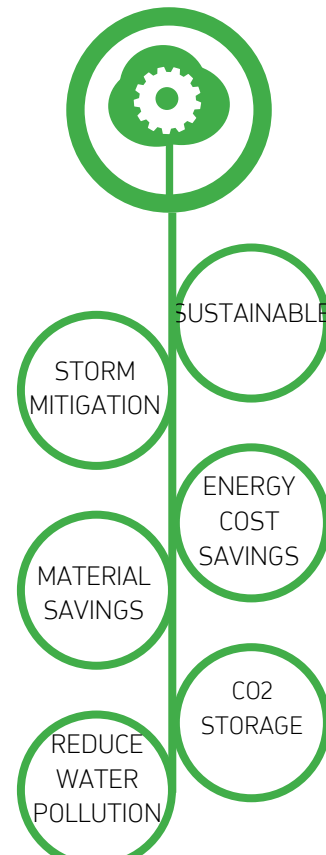 SUSTAINABLE
STORM
MITIGATION
ENERGY
COST
SAVINGS
MATERIAL
SAVINGS
CO2
STORAGE
REDUCE
WATER
POLLUTION